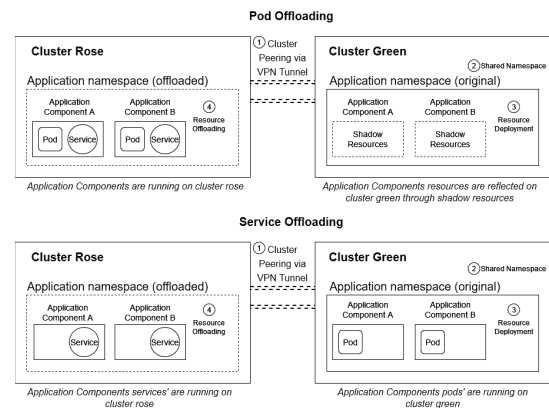 Pod Offloading
Cluster Rose
Application namespace (offloaded)
Application
Component A
Application
Component B
4
Resource
Offloading
Pod
Service
Pod
Service
Application Components are running on cluster rose
1 Cluster
Peering via
VPN Tunnel
Cluster Green
2 Shared Namespace
Application namespace (original)
Application
Component A
Application
Component B
3
Resource
Deployment
Shadow
Resources
Shadow
Resources
Application Components resources are reflected on
cluster green through shadow resources
Service Offloading
Cluster Rose
Application namespace (offloaded)
Application
Component A
Application
Component B
4
Resource
Offloading
Service
Service
Application Components services' are running on
cluster rose
1 Cluster
Peering via
VPN Tunnel
Cluster Green
2 Shared Namespace
Application namespace (original)
Application
Component A
Application
Component B
3
Resource
Deployment
Pod
Pod
Application Components pods' are running on
cluster green